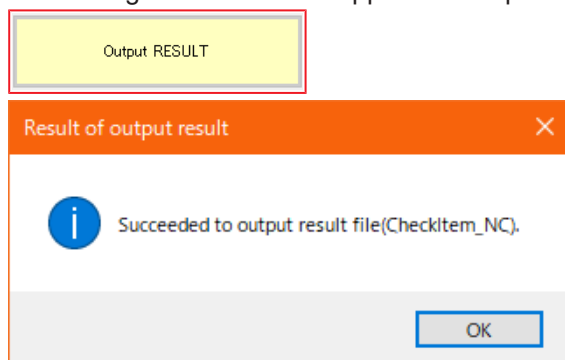 Output RESULT
Result of output result
Succeeded to output result file(CheckItem_NC).
OK